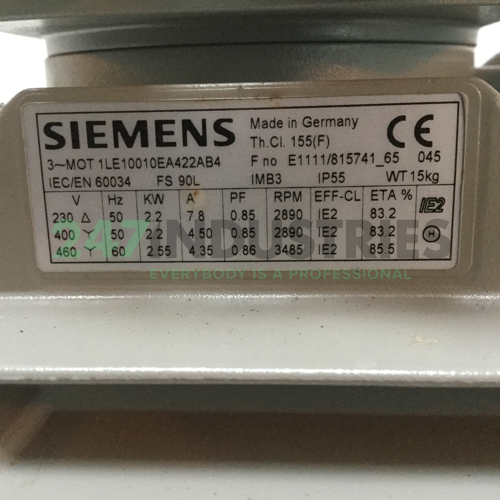 SIEMENS Made in Germany CE
Th.Cl. 155(F)
3~MOT 1LE10010EA422AB4 F no E1111/815741_65 045
IEC/EN 60034 FS 90L IMB3 IP55 WT 15kg
V Hz KW A PF RPM EFF-CL ETA % IE2
230 Δ 50 2.2 7.8 0.85 2890 IE2 83.2
400 Y 50 2.2 4.50 0.85 2890 IE2 83.2 H
460 Y 60 2.55 4.35 0.86 3485 IE2 85.5
247 INDUSTRIES
EVERYBODY IS A PROFESSIONAL